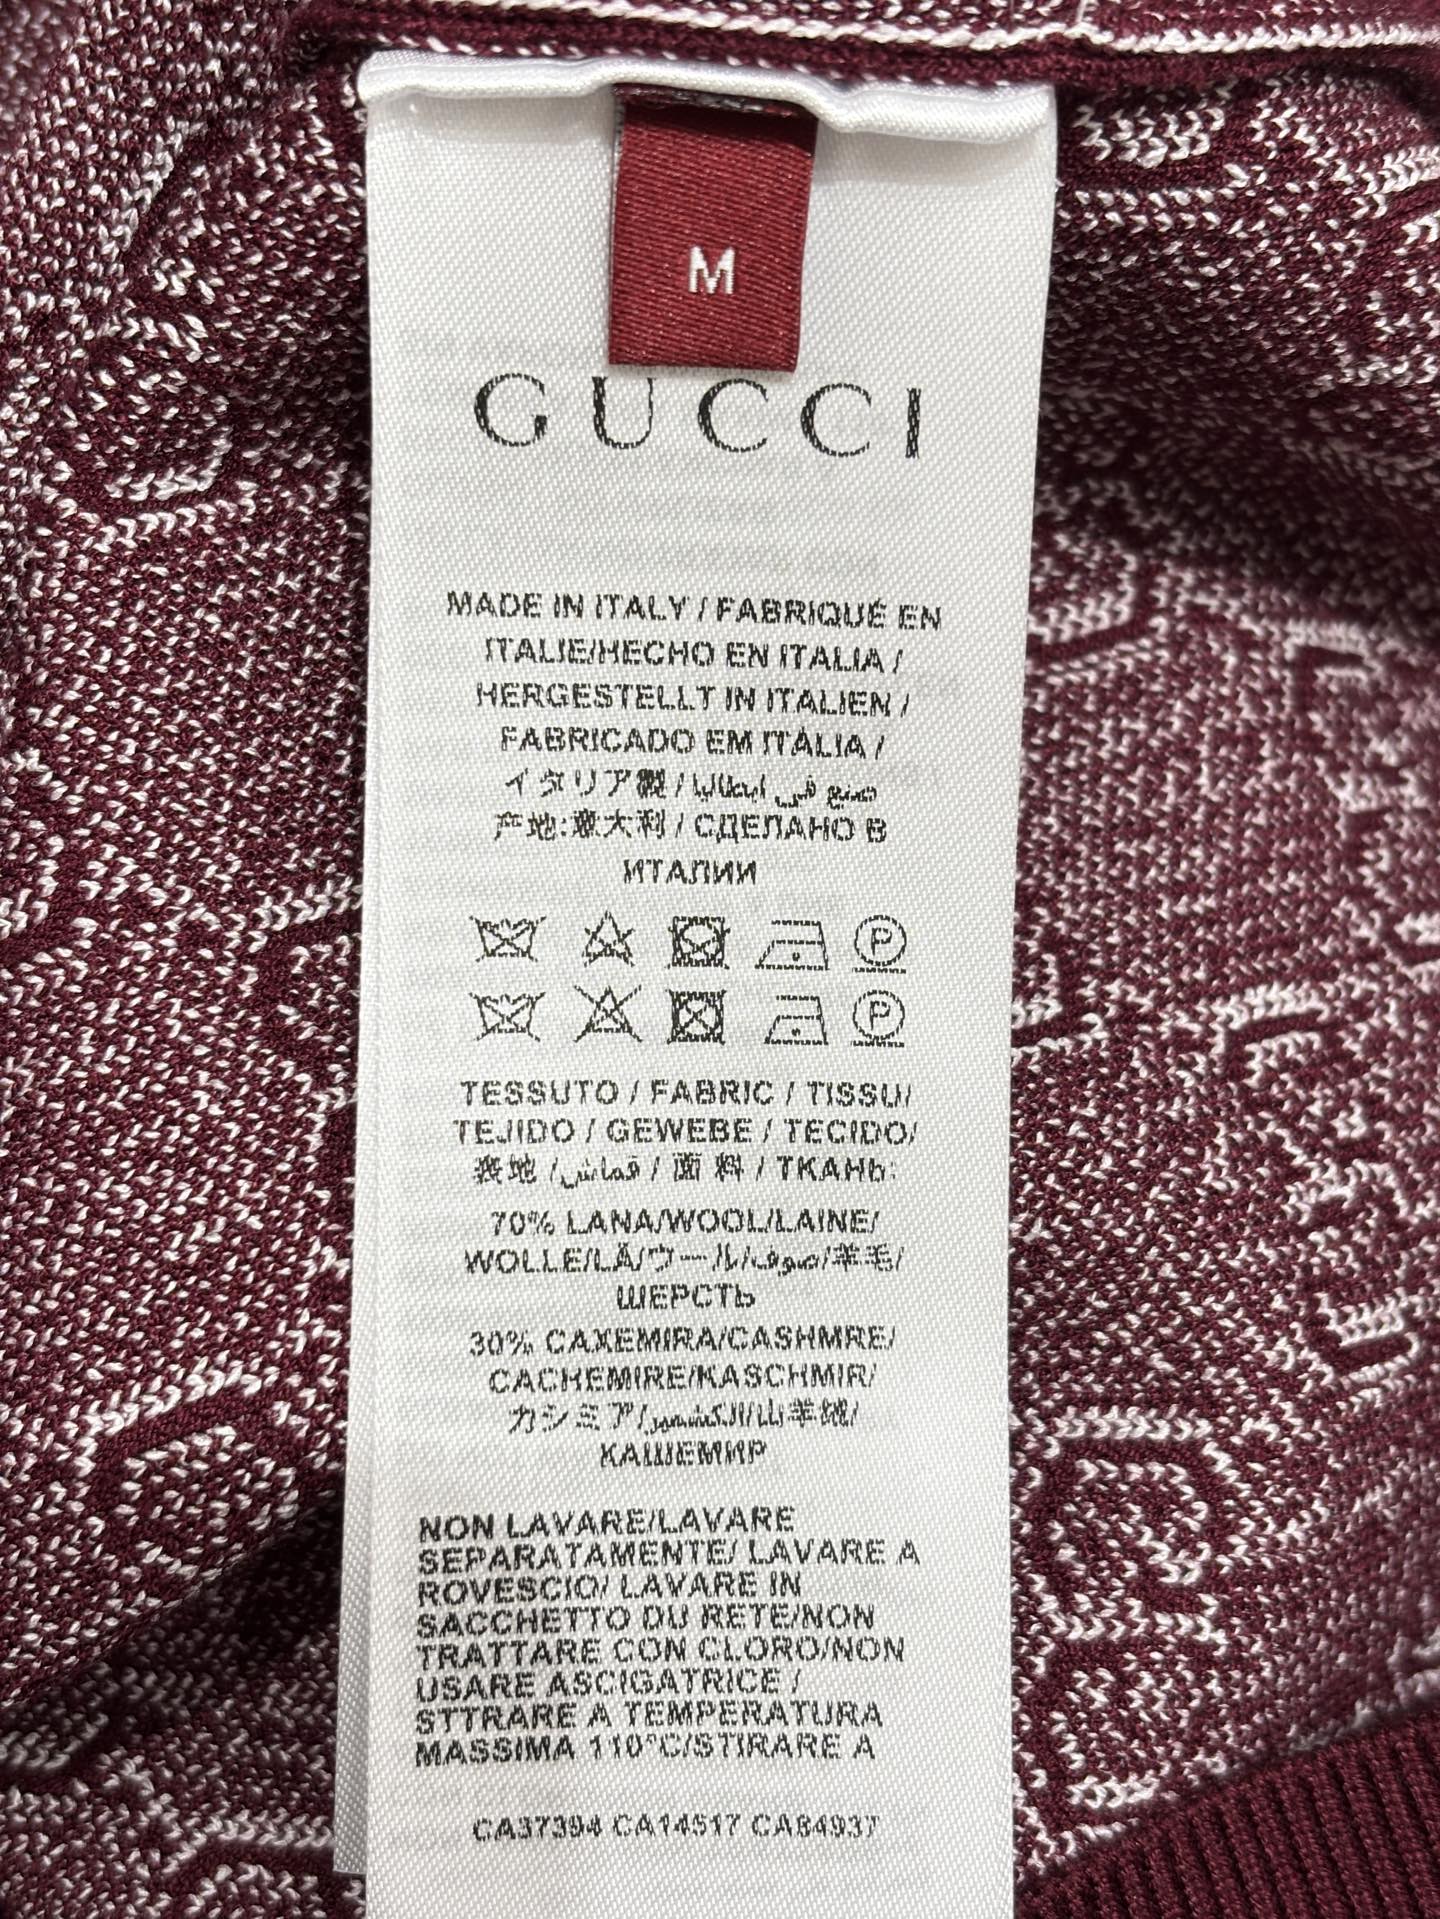 M
GUCCI
MADE IN ITALY / FABRIQUÉ EN
ITALIE/HECHO EN ITALIA /
HERGESTELLT IN ITALIEN /
FABRICADO EM ITÁLIA /
イタリア製 / صنع في ايطاليا
产地:意大利 / СДЕЛАНО В
ИТАЛИИ
P
P
TESSUTO / FABRIC / TISSU/
TEJIDO / GEWEBE / TECIDO/
表地 /قماش / 面 料 / ТКАНЬ:
70% LANA/WOOL/LAINE/
WOLLE/LÃ/ウール/صوف/羊毛/
ШЕРСТЬ
30% CAXEMIRA/CASHMRE/
CACHEMIRE/KASCHMIR/
カシミア/الكشمير/山羊绒/
КАШЕМИР
NON LAVARE/LAVARE
SEPARATAMENTE/ LAVARE A
ROVESCIO/ LAVARE IN
SACCHETTO DU RETE/NON
TRATTARE CON CLORO/NON
USARE ASCIGATRICE /
STTRARE A TEMPERATURA
MASSIMA 110°C/STIRARE A
CA37394 CA14517 CA84937